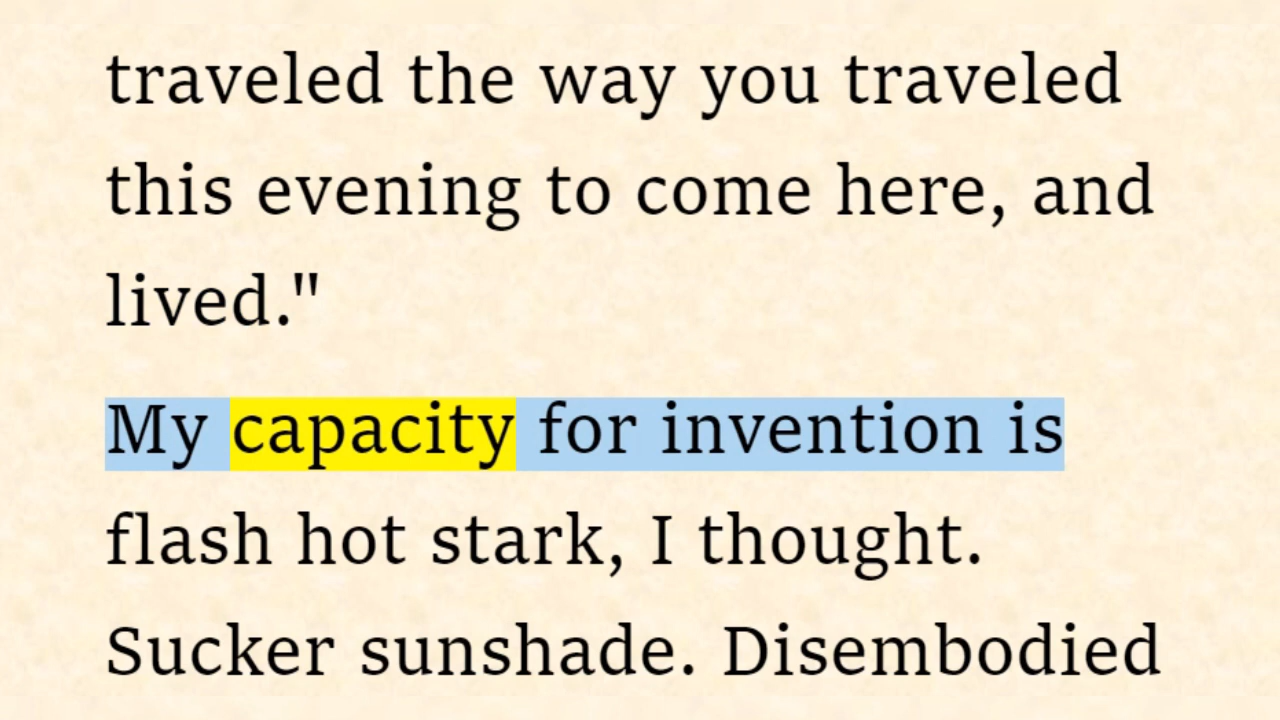 traveled the way you traveled
this evening to come here, and
lived."
My capacity for invention is
flash hot stark, I thought.
Sucker sunshade. Disembodied